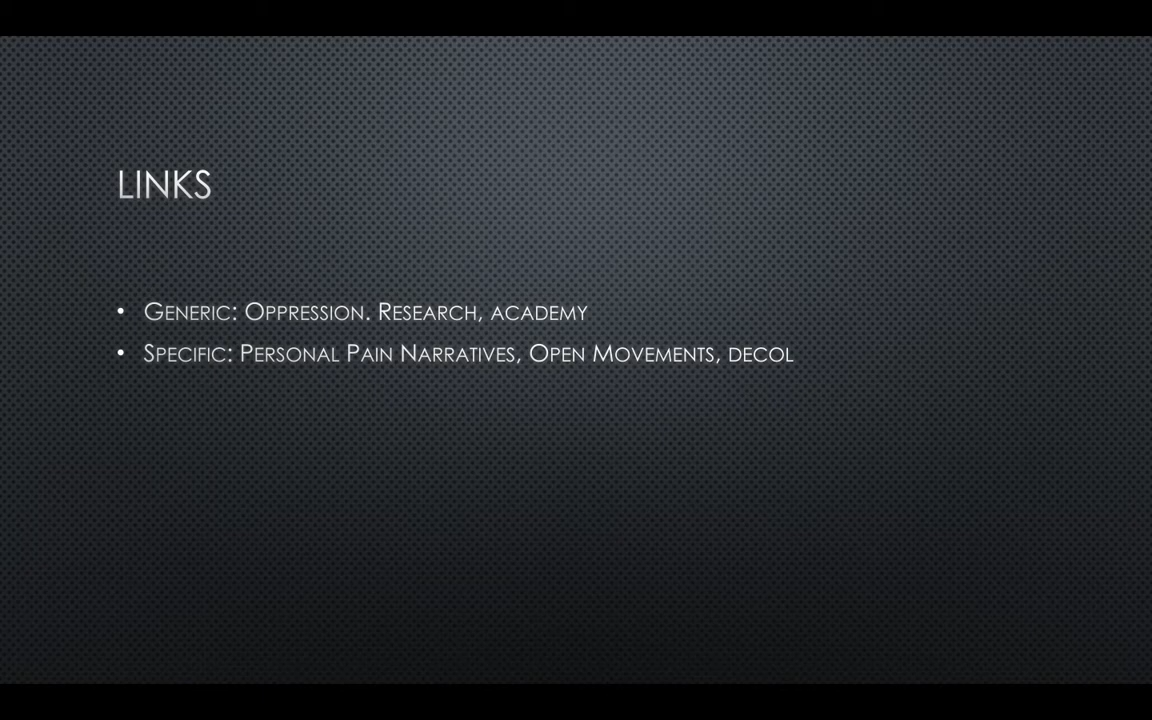 LINKS
• GENERIC: OPPRESSION. RESEARCH, ACADEMY
• SPECIFIC: PERSONAL PAIN NARRATIVES, OPEN MOVEMENTS, DECOL